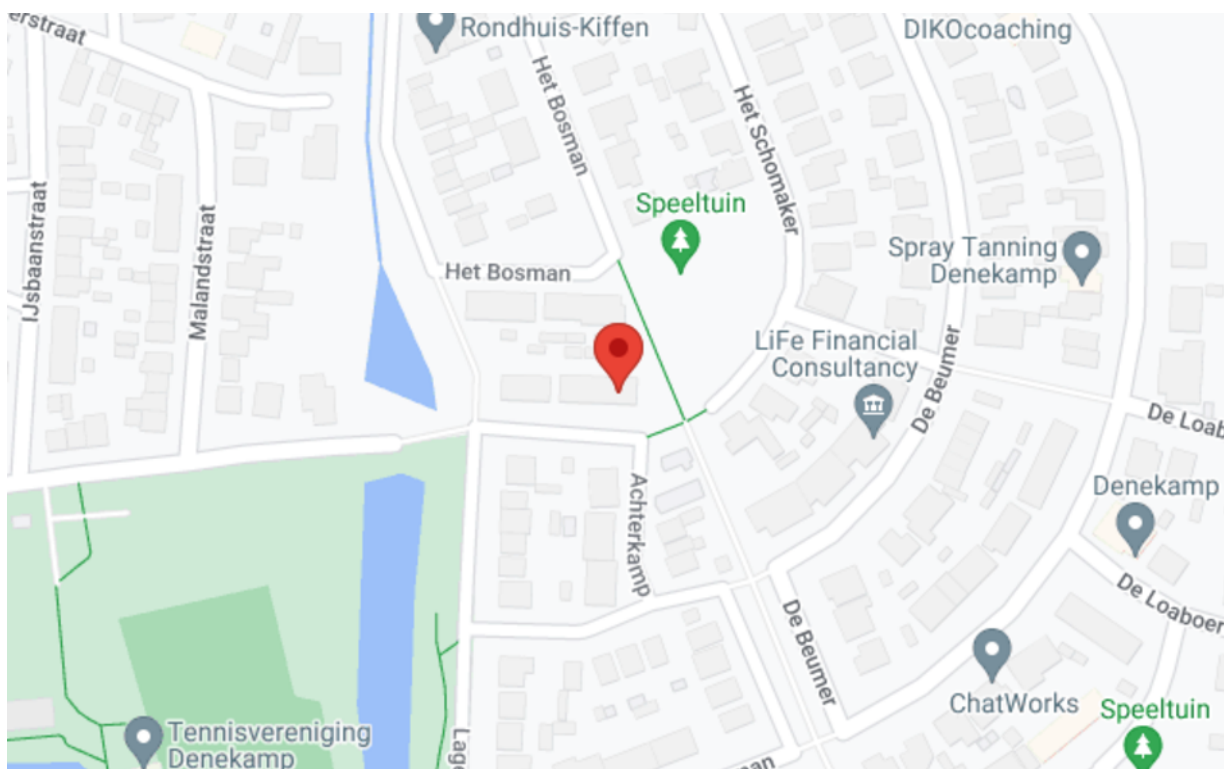 erstraat
Rondhuis-Kiffen
DIKOcoaching
Het Bosman
Het Schomaker
IJsbaanstraat
Malandstraat
Speeltuin
Spray Tanning
Denekamp
Het Bosman
LiFe Financial
Consultancy
De Beumer
De Loab
Denekamp
Achterkamp
De Loaboer
De Beumer
ChatWorks
Speeltuin
Tennisvereniging
Denekamp
Lage
man